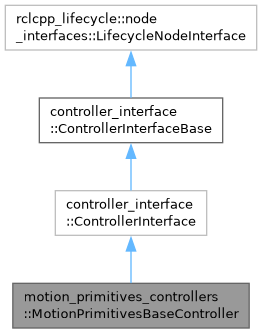 rclcpp_lifecycle::node
_interfaces::LifecycleNodeInterface
controller_interface
::ControllerInterfaceBase
controller_interface
::ControllerInterface
motion_primitives_controllers
::MotionPrimitivesBaseController